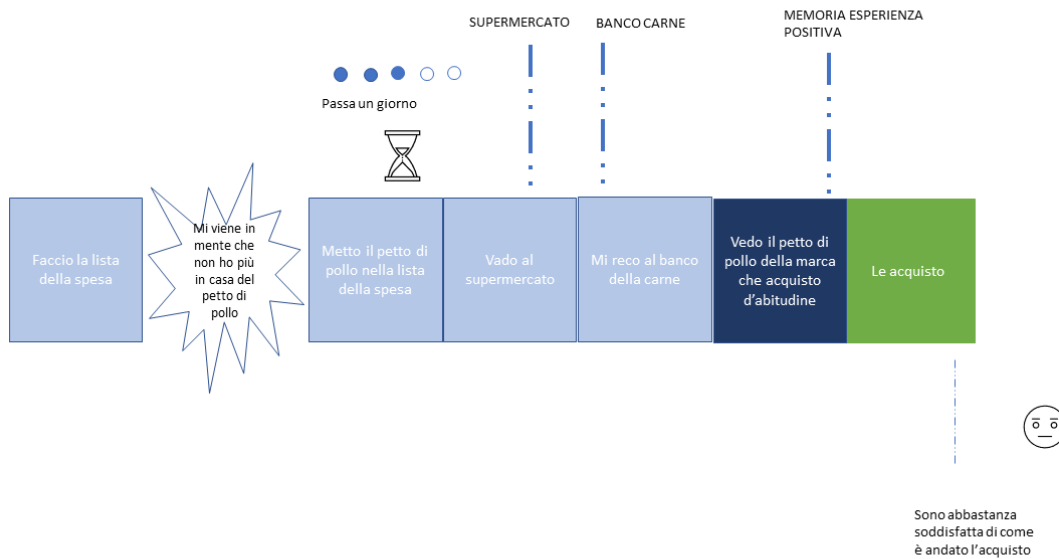 SUPERMERCATO
BANCO CARNE
MEMORIA ESPERIENZA
POSITIVA
Passa un giorno
Faccio la lista
della spesa
Mi viene in
mente che
non ho più
in casa del
petto di
pollo
Metto il petto di
pollo nella lista
della spesa
Vado al
supermercato
Mi reco al banco
della carne
Vedo il petto di
pollo della marca
che acquisto
d'abitudine
Le acquisto
Sono abbastanza
soddisfatta di come
è andato l'acquisto